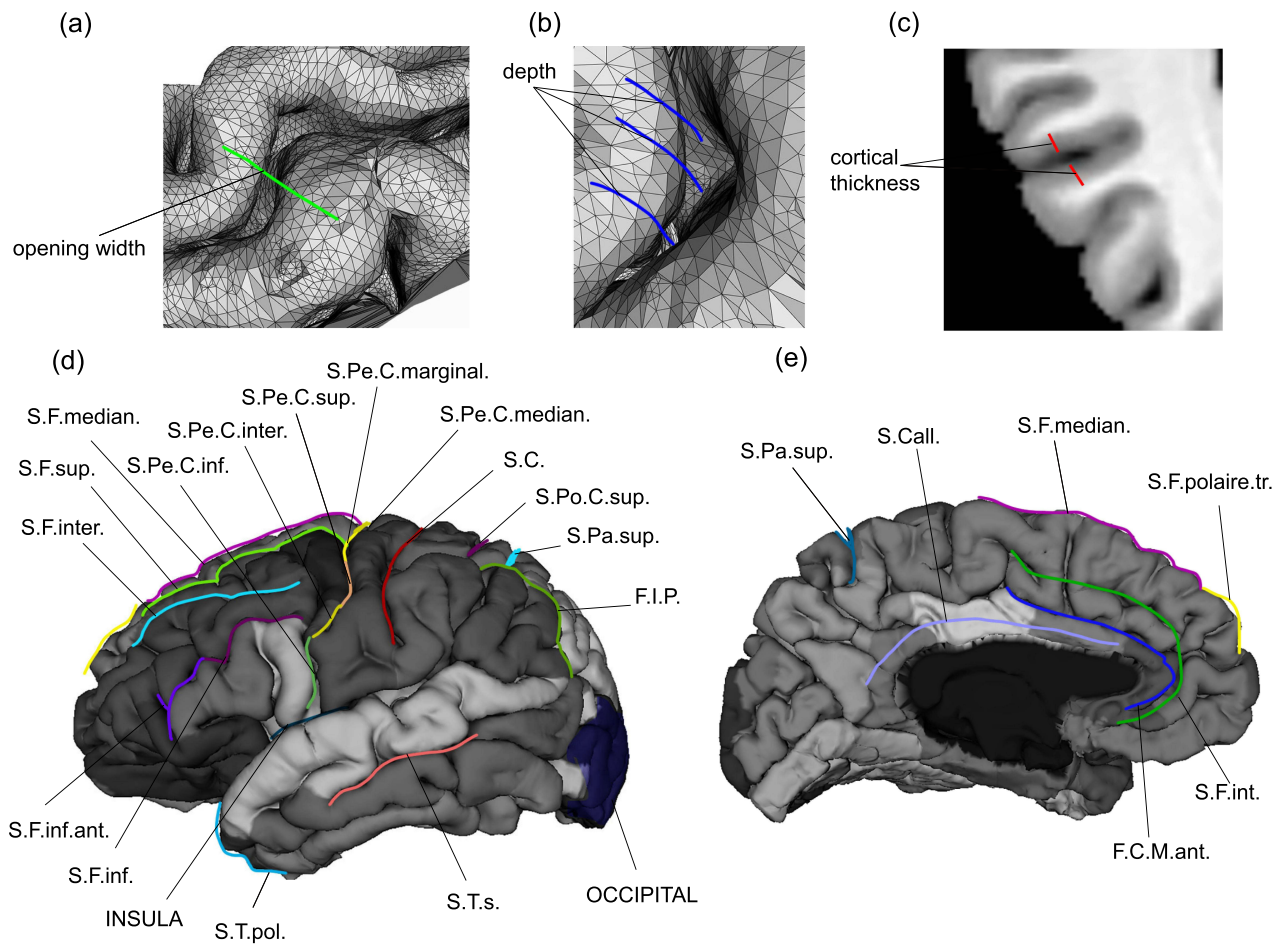 (a)
(b)
(c)
depth
cortical
thickness
opening width
(d)
(e)
S.Pe.C.marginal.
S.Pe.C.sup.
S.F.median.
S.Pe.C.median.
S.Pe.C.inter.
S.F.sup.
S.Pe.C.inf.
S.C.
S.F.inter.
S.Po.C.sup.
S.Pa.sup.
F.I.P.
S.F.inf.ant.
S.F.inf.
INSULA
S.T.pol.
S.T.s.
OCCIPITAL
S.F.median.
S.Call.
S.Pa.sup.
S.F.polaire.tr.
S.F.int.
F.C.M.ant.